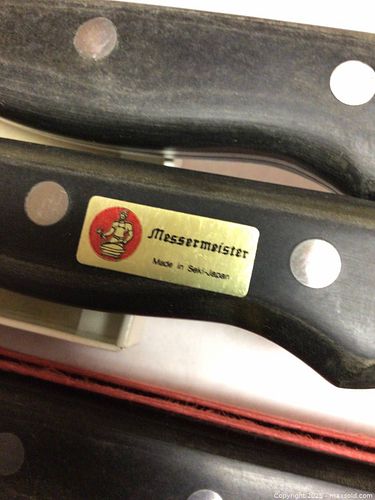 Messermeister
Made in Seki-Japan
Copyright 2025 - maxsold.com